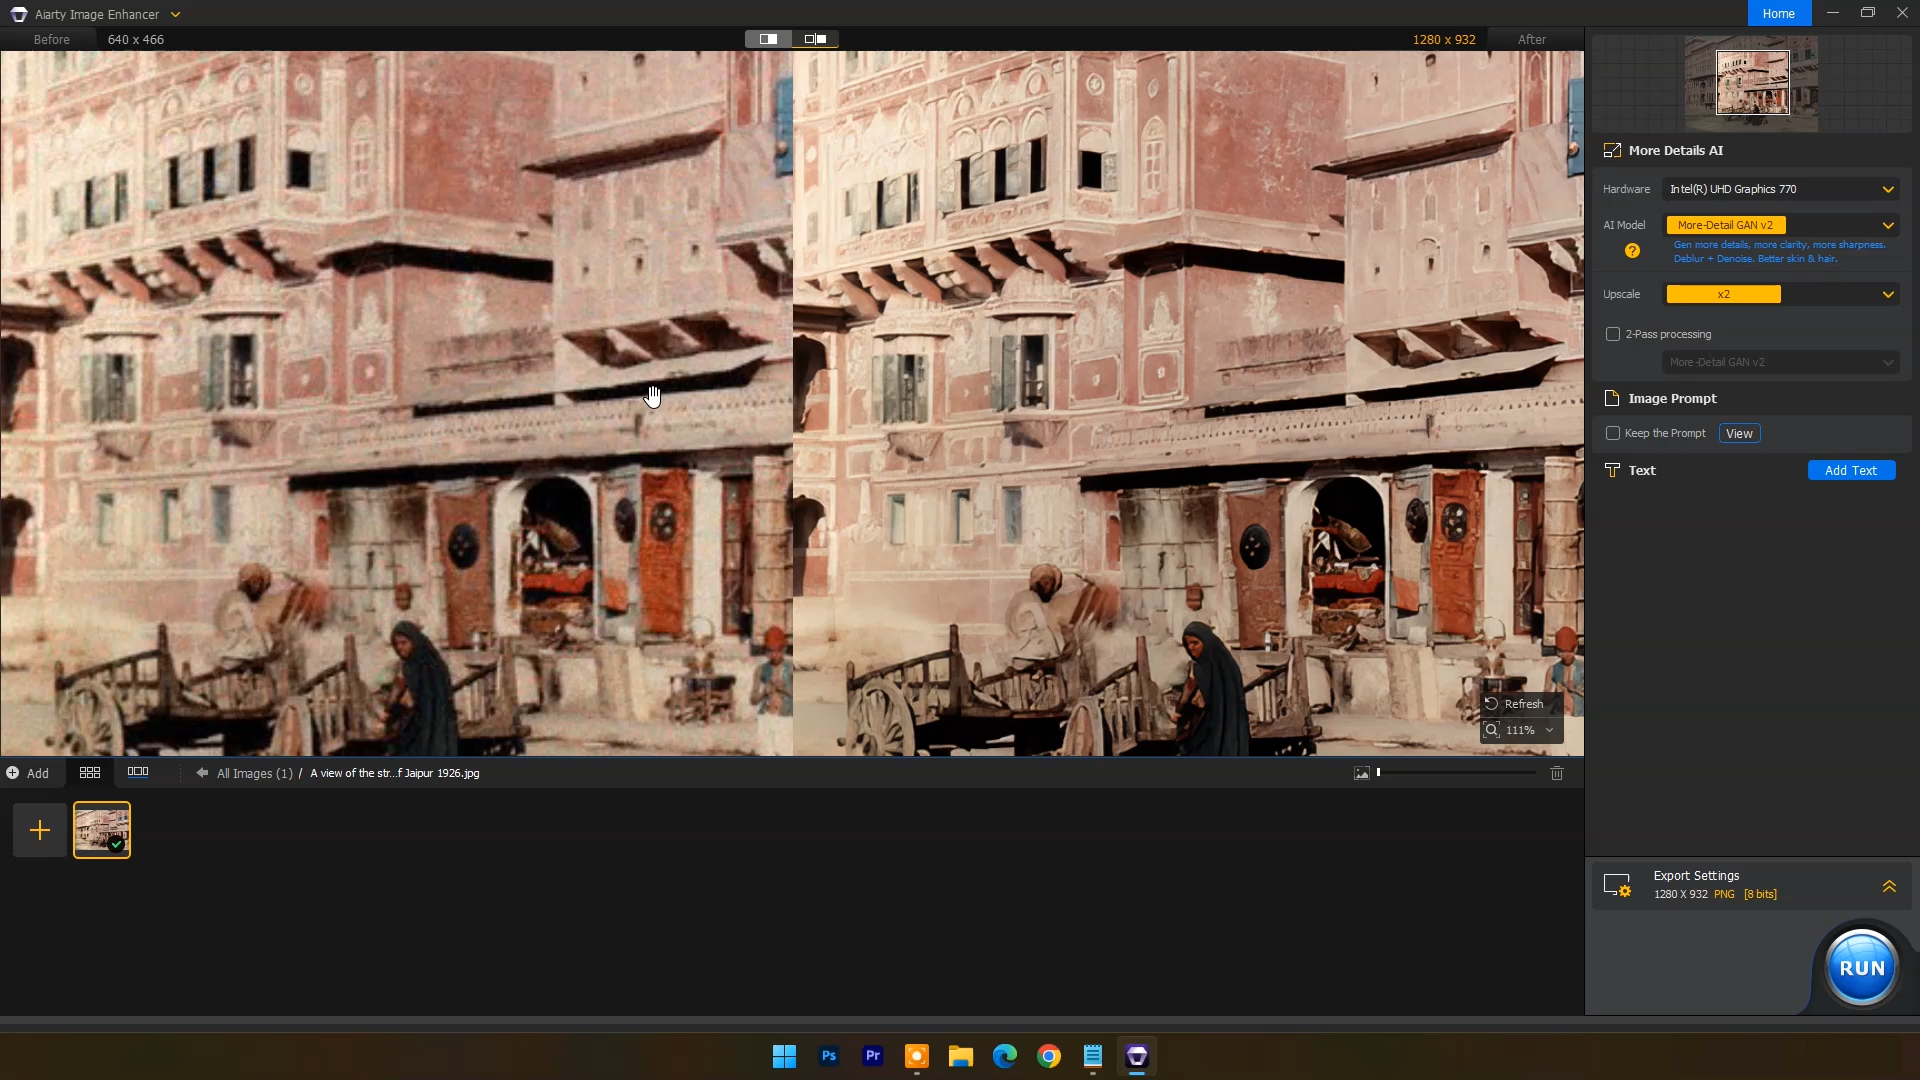 Aiarty Image Enhancer
Home
Before
640 x 466
1280 x 932
After
More Details AI
Hardware
Intel(R) UHD Graphics 770
AI Model
More-Detail GAN v2
?
Gen more details, more clarity, more sharpness.
Deblur + Denoise. Better skin & hair.
Upscale
x2
2-Pass processing
More-Detail GAN v2
Image Prompt
Keep the Prompt
View
Text
Add Text
Refresh
111%
Add
All Images (1) / A view of the str...f Jaipur 1926.jpg
Export Settings
1280 X 932 PNG [8 bits]
RUN
Ps
Pr